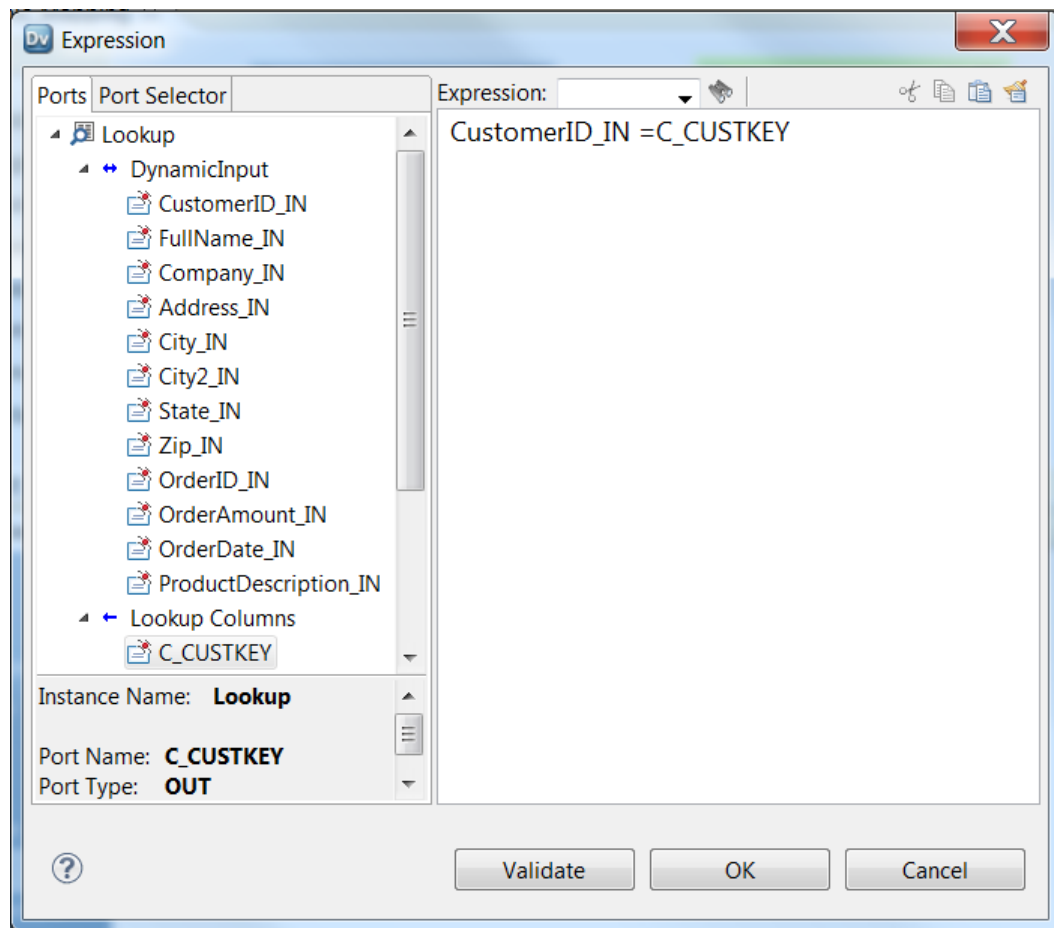 Dv Expression
Ports Port Selector
Expression:
Lookup
DynamicInput
CustomerID_IN
FullName_IN
Company_IN
Address_IN
City_IN
City2_IN
State_IN
Zip_IN
OrderID_IN
OrderAmount_IN
OrderDate_IN
ProductDescription_IN
Lookup Columns
C_CUSTKEY
Instance Name: Lookup
Port Name: C_CUSTKEY
Port Type: OUT
CustomerID_IN =C_CUSTKEY
?
Validate OK Cancel